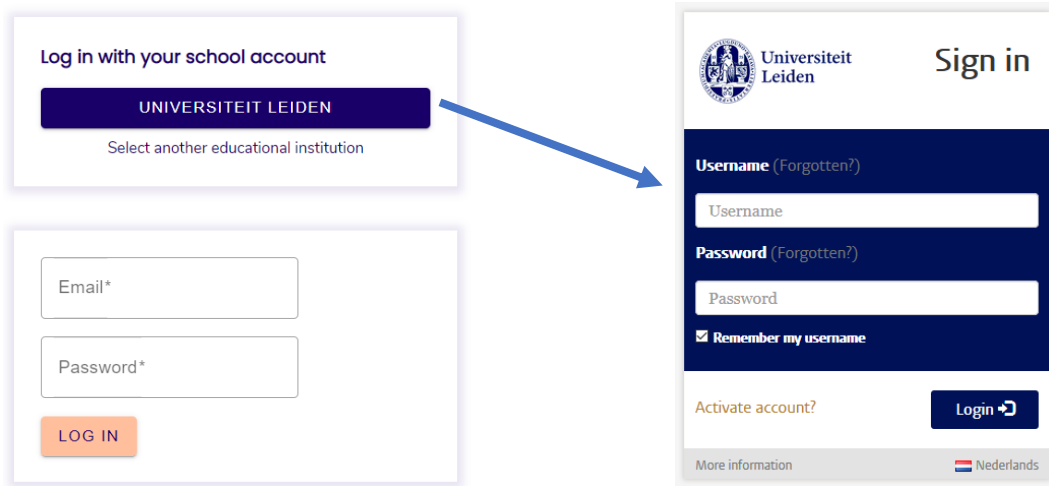 Log in with your school account
UNIVERSITEIT LEIDEN
Select another educational institution
Email*
Password*
LOG IN
Universiteit
Leiden
Sign in
Username (Forgotten?)
Username
Password (Forgotten?)
Password
Remember my username
Activate account?
Login
More information
Nederlands